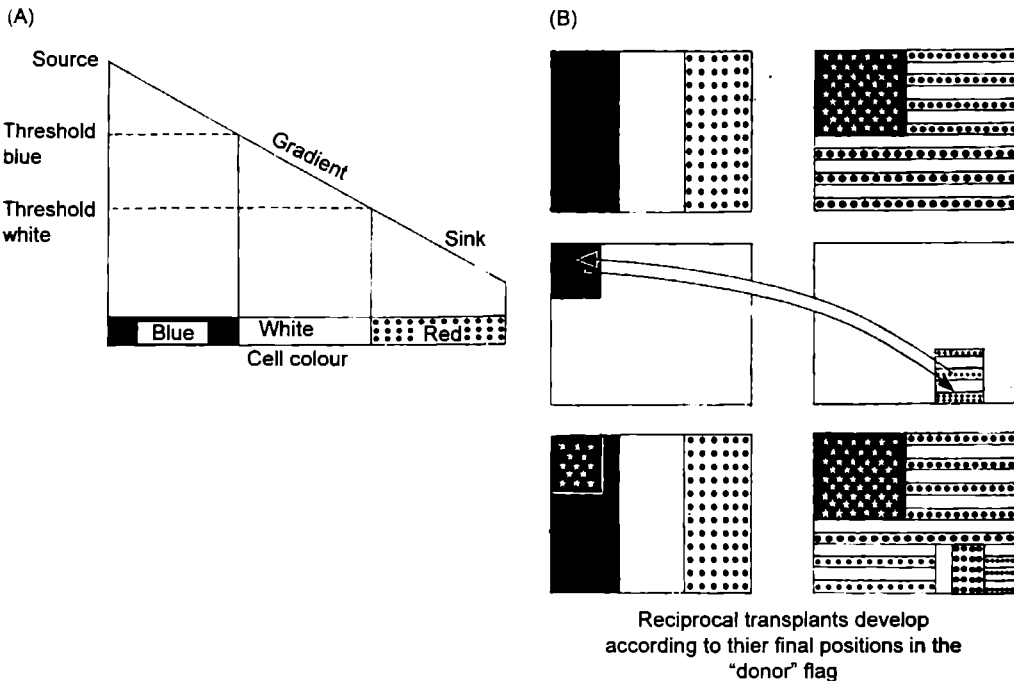 (A)
Source
Threshold
blue
Gradient
Threshold
white
Sink
Blue
White
Red
Cell colour
(B)
Reciprocal transplants develop
according to thier final positions in the
"donor" flag